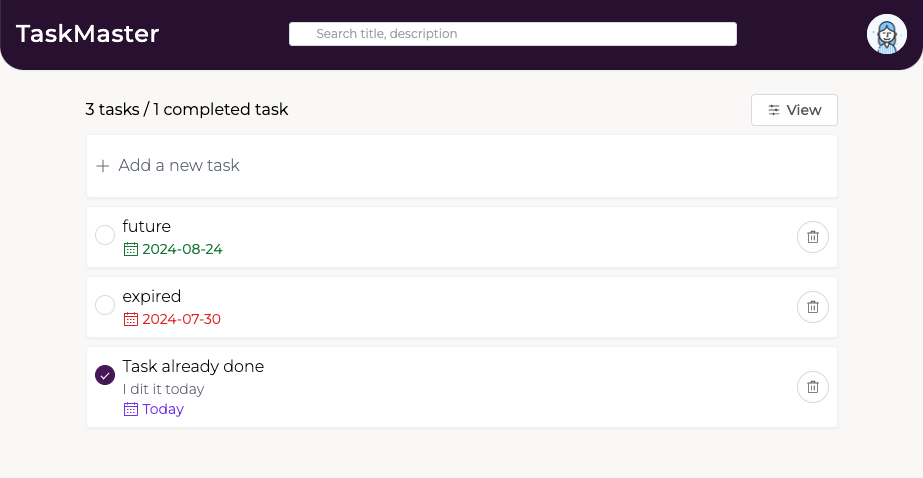 TaskMaster
Search title, description
3 tasks / 1 completed task
View
Add a new task
future
2024-08-24
expired
2024-07-30
Task already done
I dit it today
Today